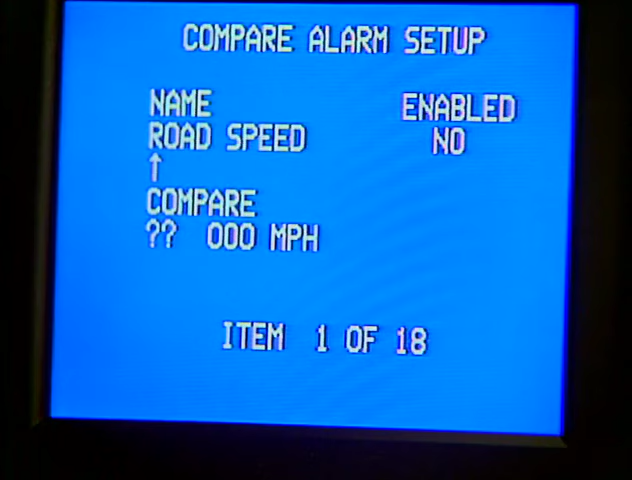 COMPARE ALARM SETUP
NAME ENABLED
ROAD SPEED NO
↑
COMPARE
?? 000 MPH
ITEM 1 OF 18